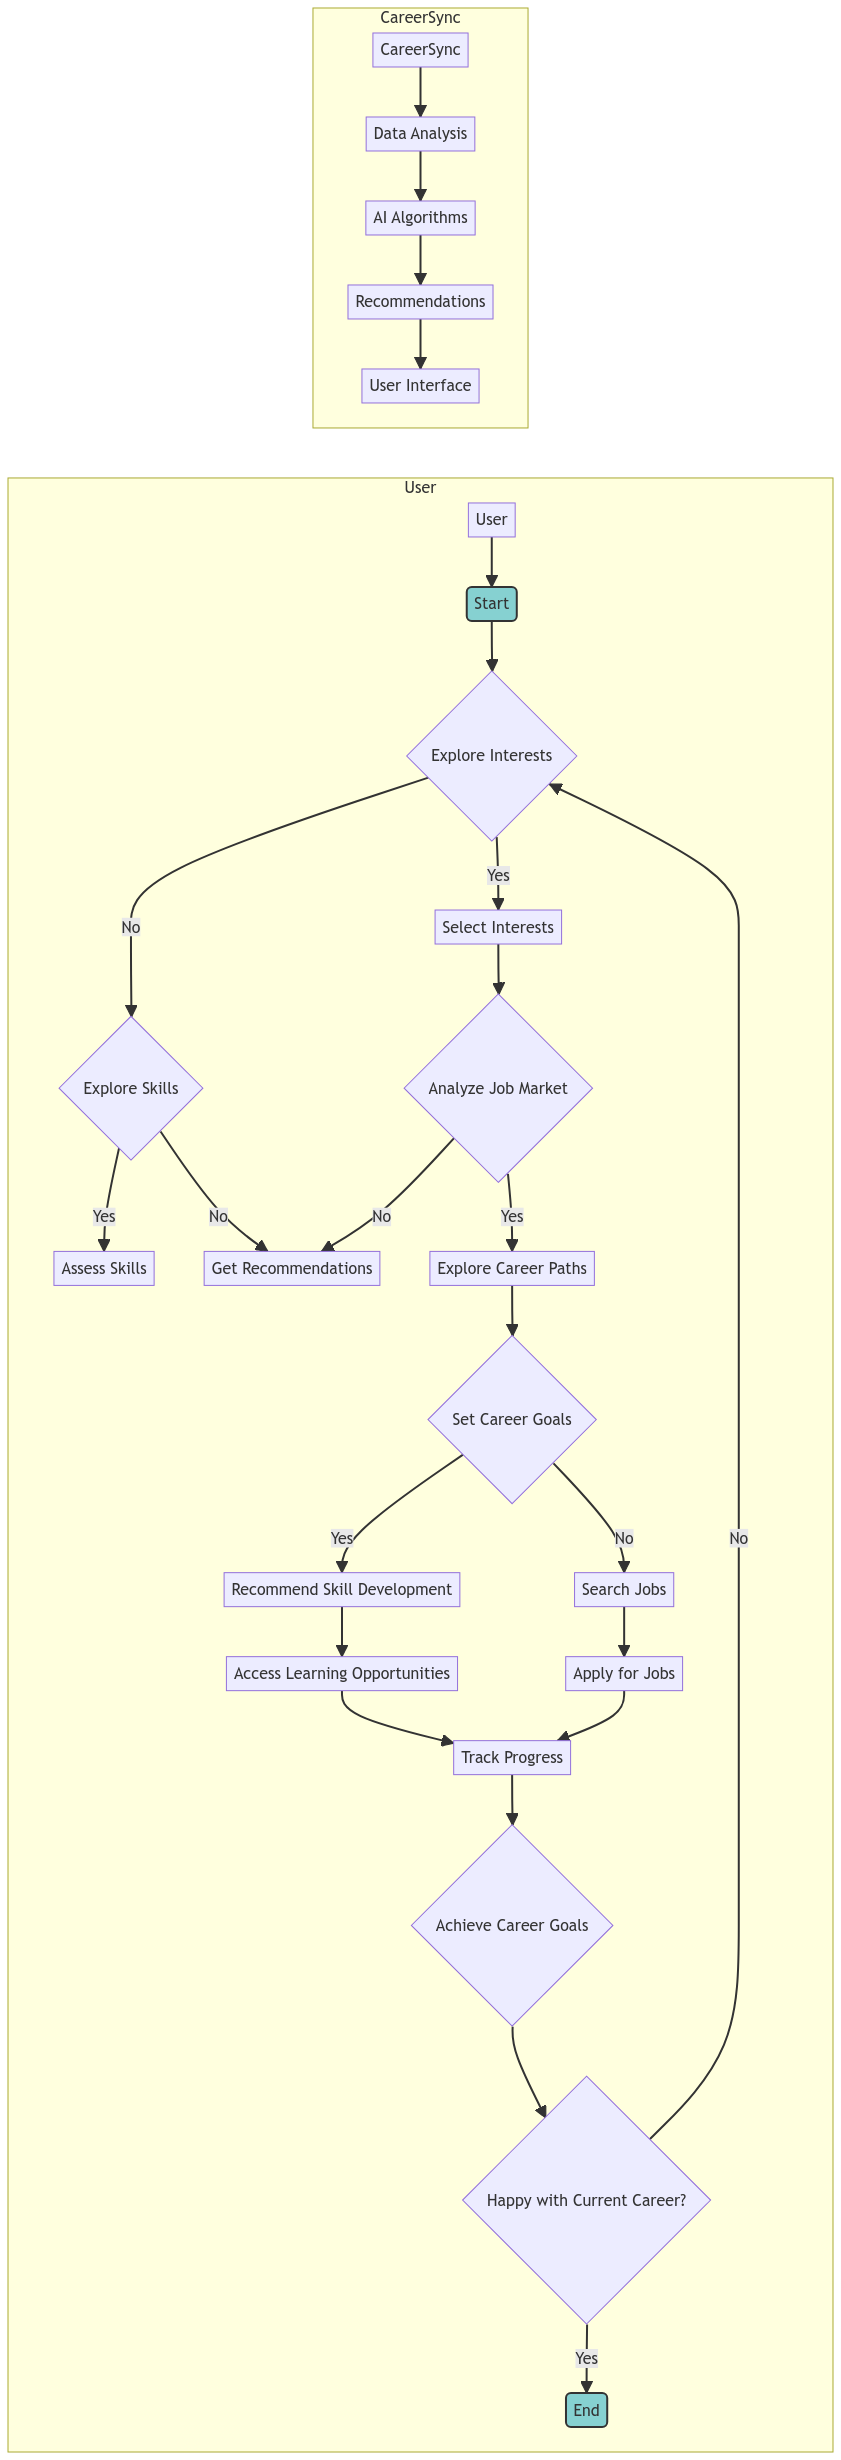 CareerSync
CareerSync
Data Analysis
AI Algorithms
Recommendations
User Interface
User
User
Start
Explore Interests
Yes
No
Select Interests
Explore Skills
Analyze Job Market
Yes
No
No
Yes
Assess Skills
Get Recommendations
Explore Career Paths
Set Career Goals
Yes
No
No
Recommend Skill Development
Search Jobs
Access Learning Opportunities
Apply for Jobs
Track Progress
Achieve Career Goals
Happy with Current Career?
Yes
End